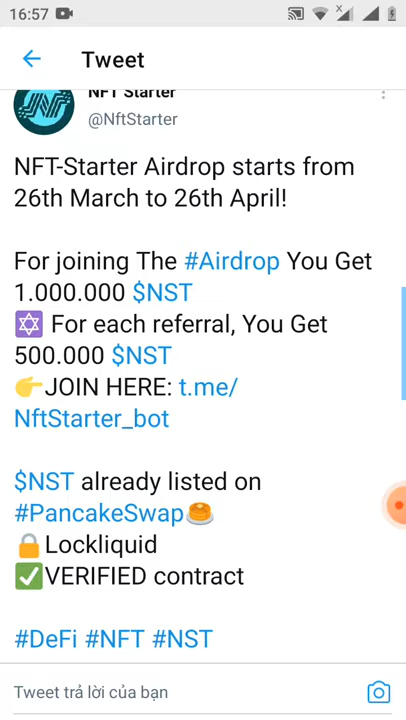 16:57
Tweet
NFT Starter
@NftStarter
NFT-Starter Airdrop starts from
26th March to 26th April!
For joining The #Airdrop You Get
1.000.000 $NST
🔯 For each referral, You Get
500.000 $NST
👉JOIN HERE: t.me/
NftStarter_bot
$NST already listed on
#PancakeSwap🥞
🔒Lockliquid
✅VERIFIED contract
#DeFi #NFT #NST
Tweet trả lời của bạn